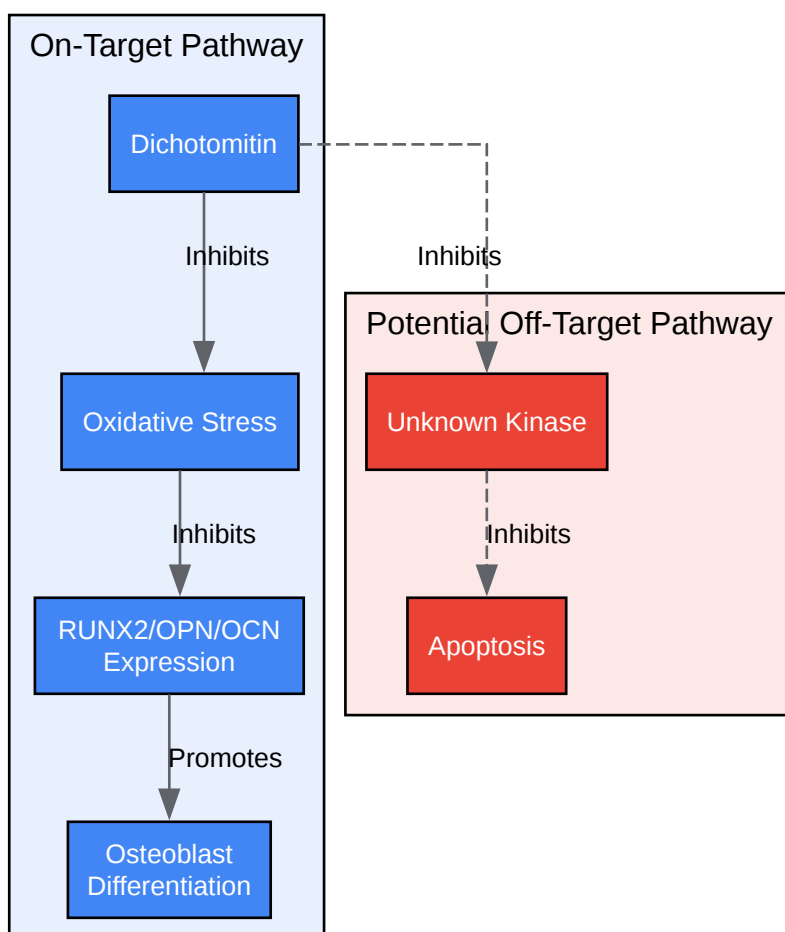 On-Target Pathway
Dichotomitin
Inhibits
Inhibits
Potential Off-Target Pathway
Oxidative Stress
Unknown Kinase
Inhibits
Inhibits
RUNX2/OPN/OCN
Expression
Apoptosis
Promotes
Osteoblast
Differentiation